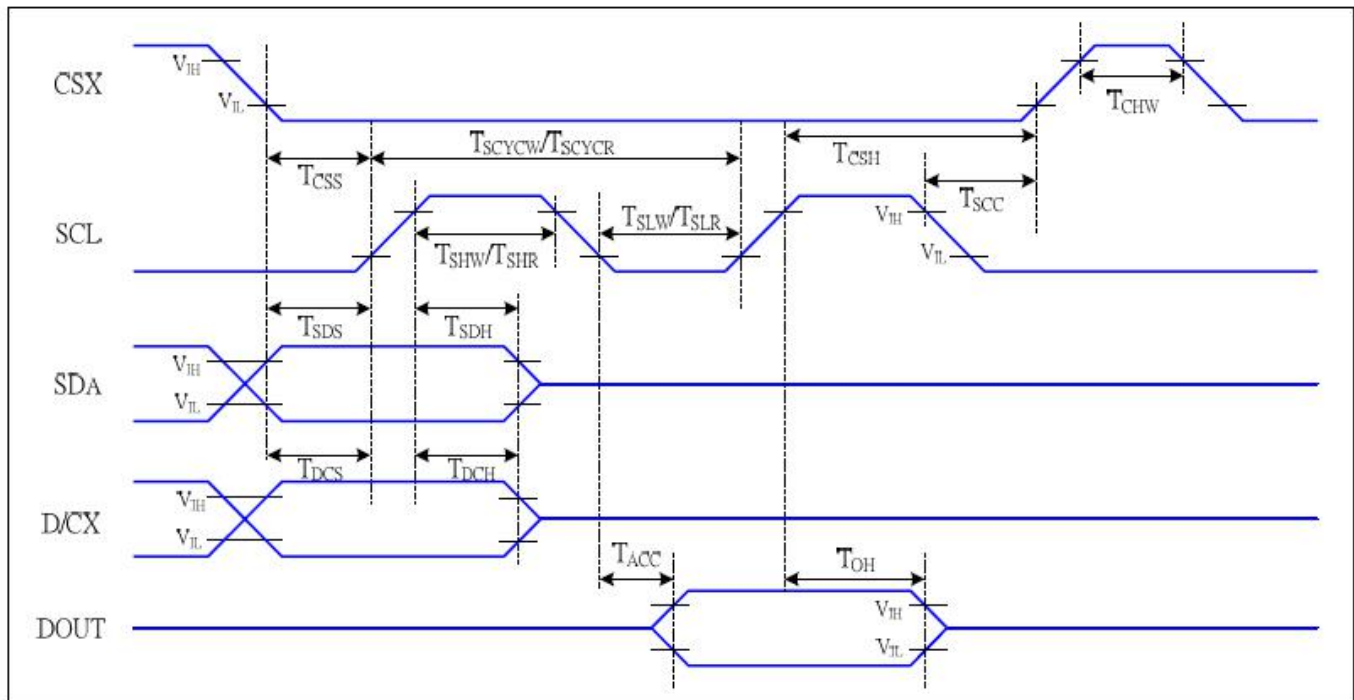 CSX
VIH
VIL
TCSS
TSCYCW/TSCYCR
TCSH
TCHW
TSCC
SCL
TSHW/TSHR
TSLW/TSLR
VIH
VIL
TSDS
TSDH
SDA
VIH
VIL
TDCS
TDCH
D/CX
VIH
VIL
TACC
TOH
DOUT
VIH
VIL